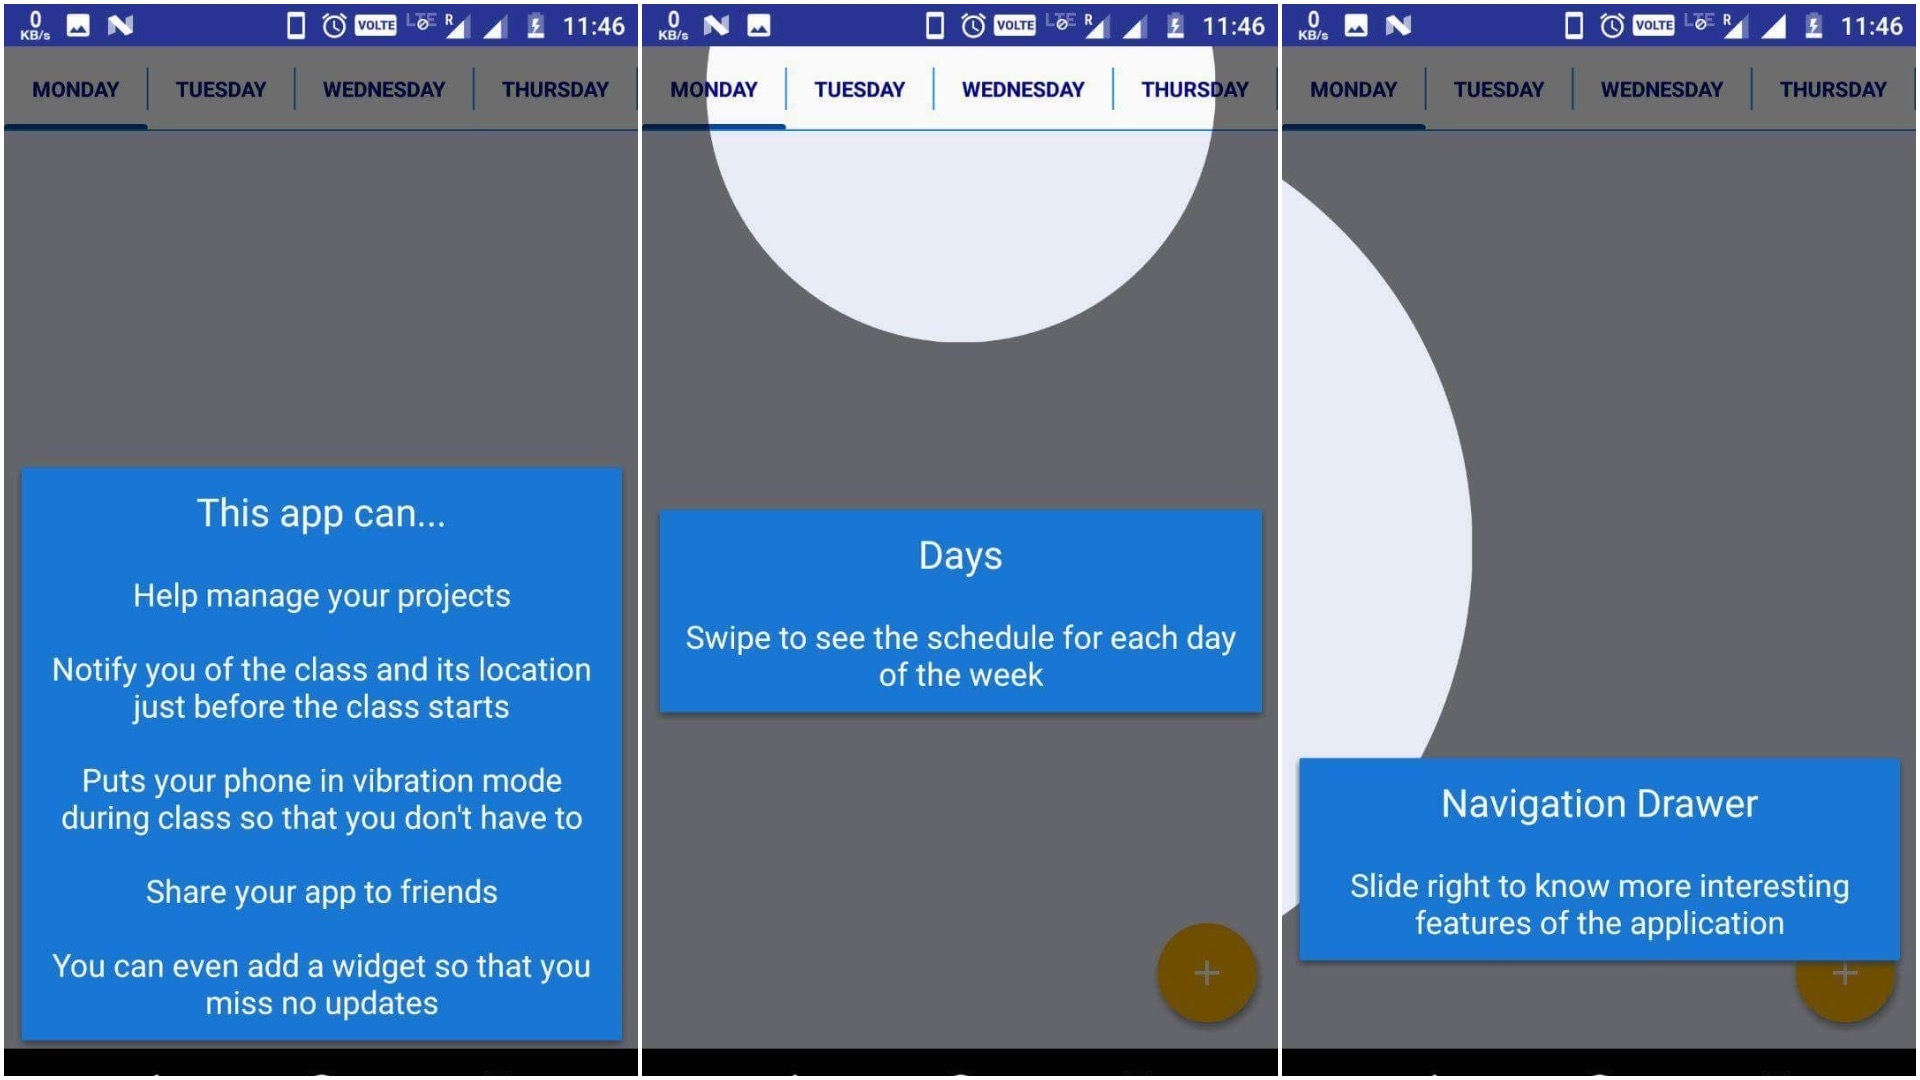 0
KB/s
VOLTE
LTE
R
11:46
MONDAY
TUESDAY
WEDNESDAY
THURSDAY
This app can...
Help manage your projects
Notify you of the class and its location
just before the class starts
Puts your phone in vibration mode
during class so that you don't have to
Share your app to friends
You can even add a widget so that you
miss no updates
0
KB/s
VOLTE
LTE
R
11:46
MONDAY
TUESDAY
WEDNESDAY
THURSDAY
Days
Swipe to see the schedule for each day
of the week
+
0
KB/s
VOLTE
LTE
R
11:46
MONDAY
TUESDAY
WEDNESDAY
THURSDAY
Navigation Drawer
Slide right to know more interesting
features of the application